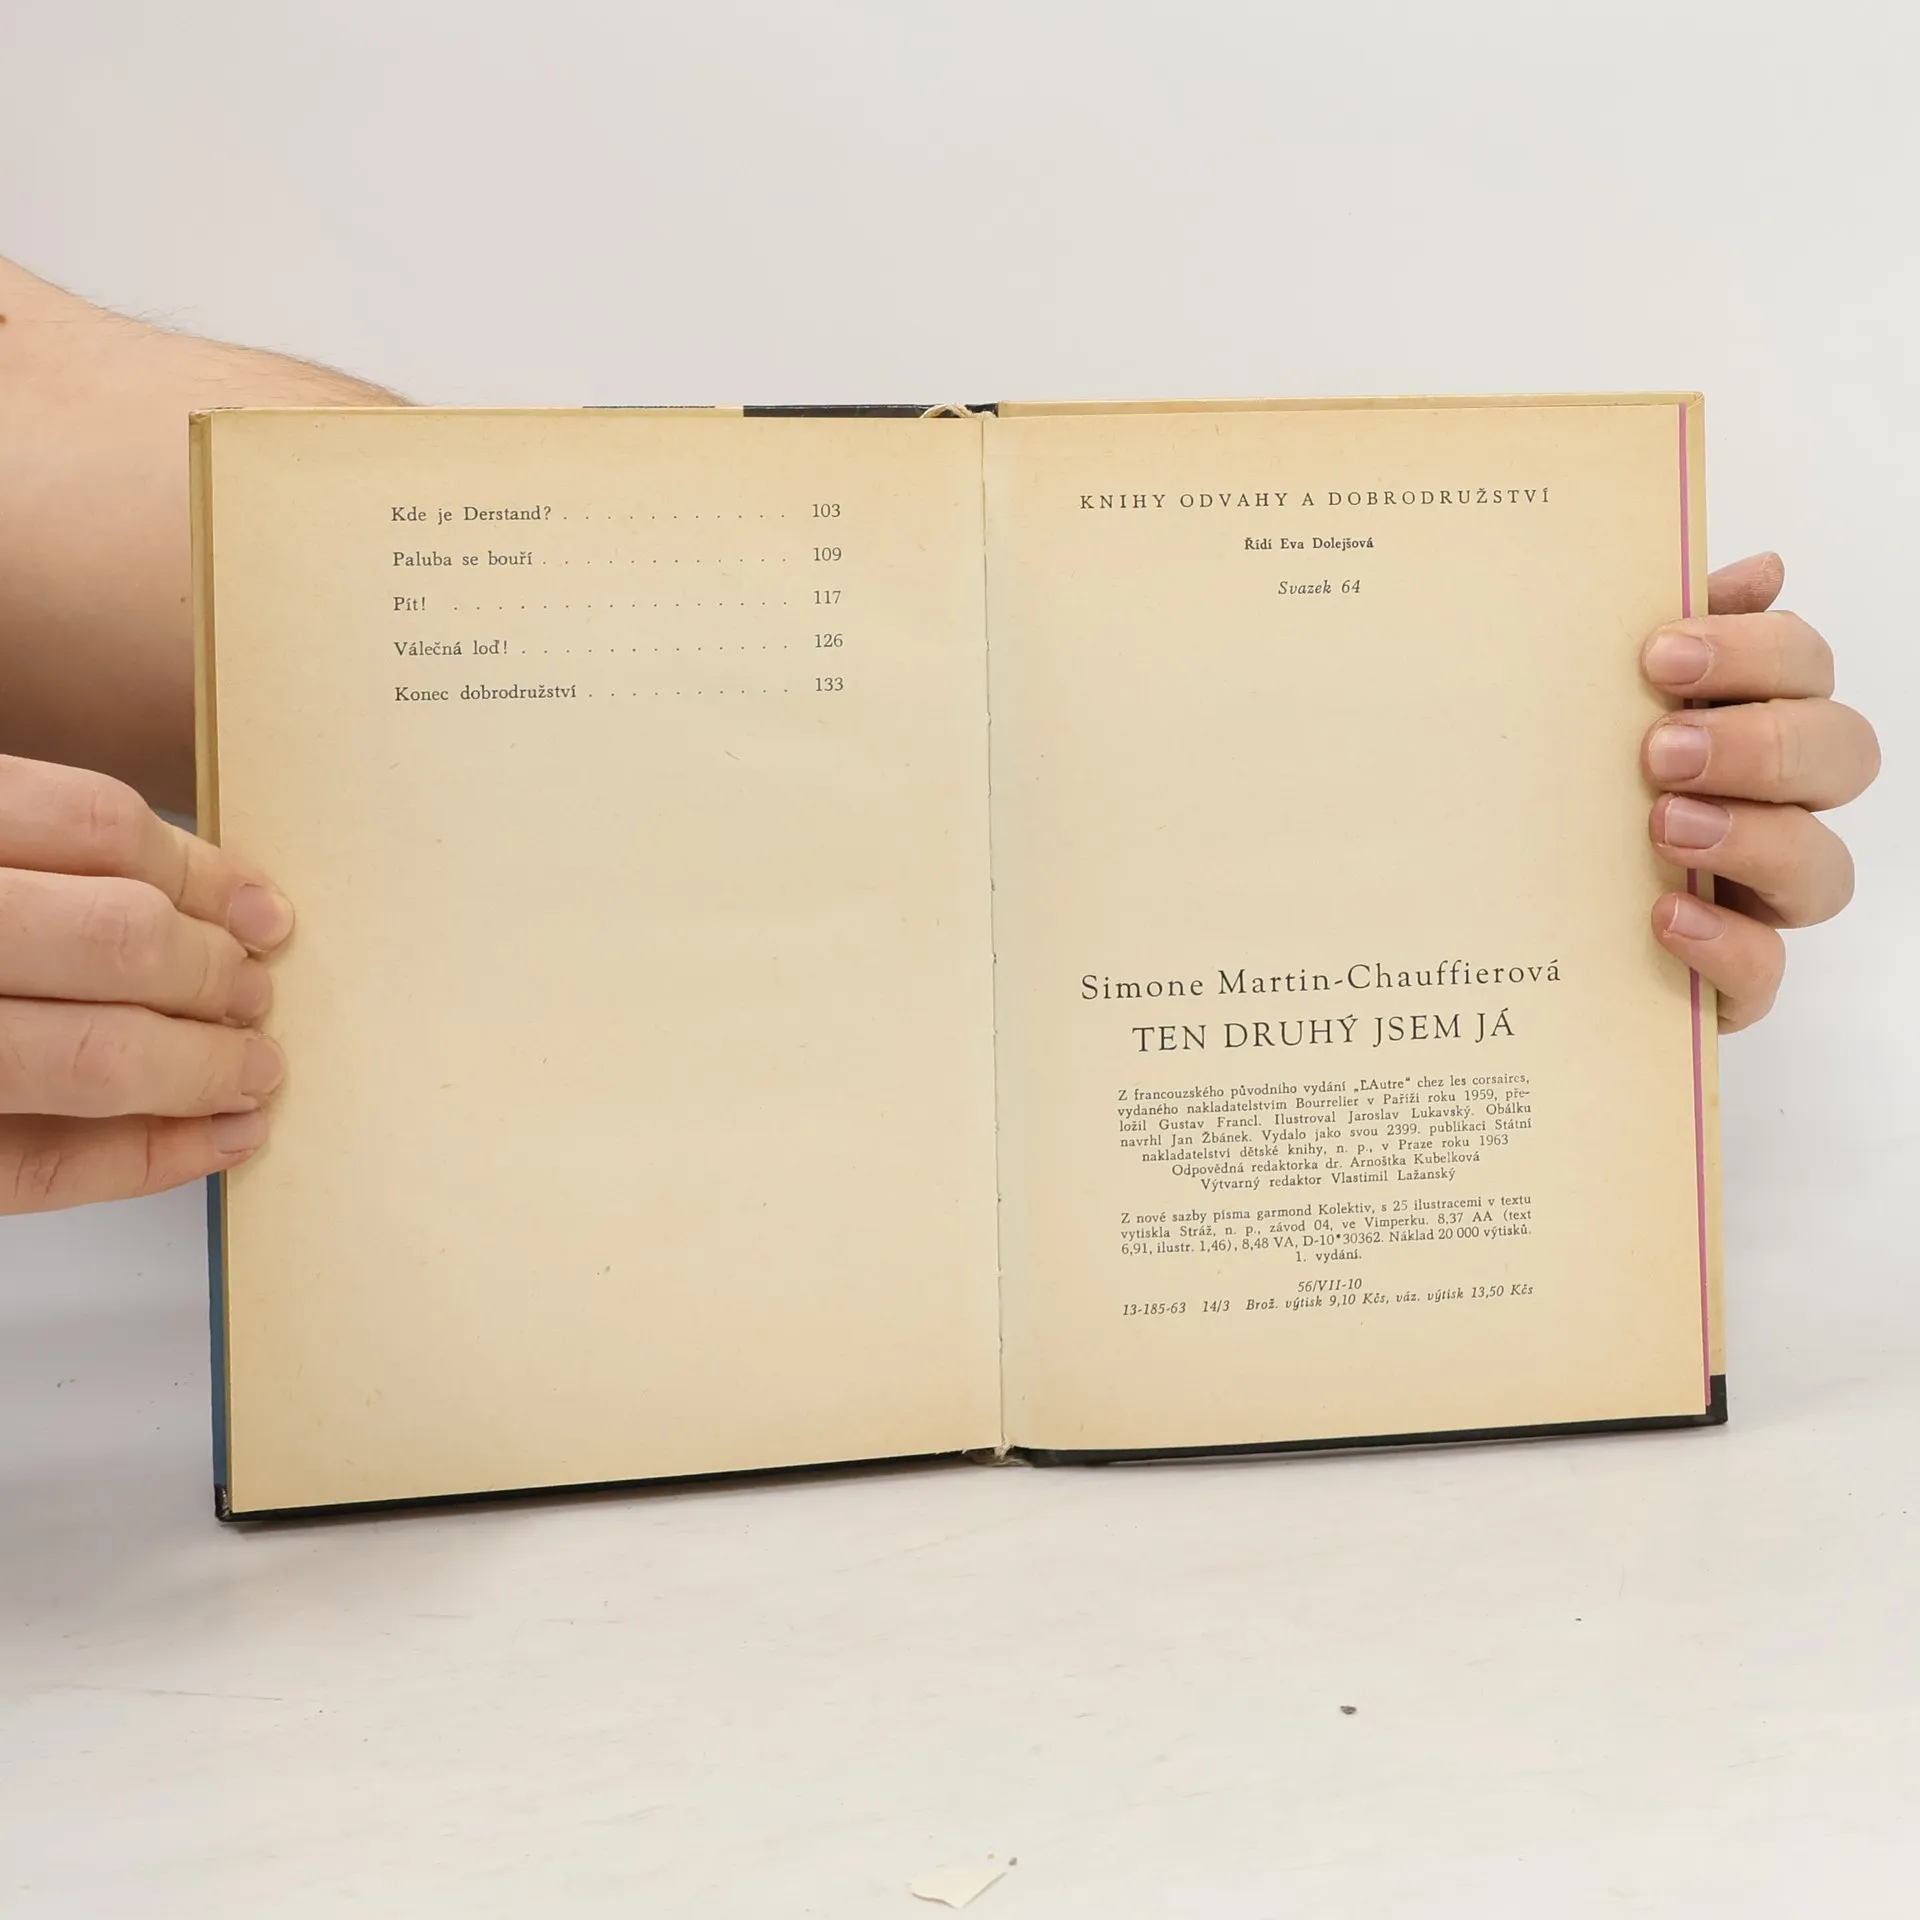 Kde je Derstand? . . . . . . . . . . . 103
Paluba se bouří . . . . . . . . . . . . 109
Pít! . . . . . . . . . . . . . . . . 117
Válečná loď! . . . . . . . . . . . . . 126
Konec dobrodružství . . . . . . . . . . 133
KNIHY ODVAHY A DOBRODRUŽSTVÍ
Řídí Eva Dolejšová
Svazek 64
Simone Martin-Chauffierová
TEN DRUHÝ JSEM JÁ
Z francouzského původního vydání „L'Autre“ chez les corsaires,
vydaného nakladatelstvím Bourrelier v Paříži roku 1959, pře-
ložil Gustav Francl. Ilustroval Jaroslav Lukavský. Obálku
navrhl Jan Žbánek. Vydalo jako svou 2399. publikaci Státní
nakladatelství dětské knihy, n. p., v Praze roku 1963
Odpovědná redaktorka dr. Arnoštka Kubelková
Výtvarný redaktor Vlastimil Lažanský
Z nové sazby písma garmond Kolektiv, s 25 ilustracemi v textu
vytiskla Stráž, n. p., závod 04, ve Vimperku. 8,37 AA (text
6,91, ilustr. 1,46), 8,48 VA, D-10*30362. Náklad 20 000 výtisků.
1. vydání.
56/VII-10
13-185-63 14/3 Brož. výtisk 9,10 Kčs, váz. výtisk 13,50 Kčs